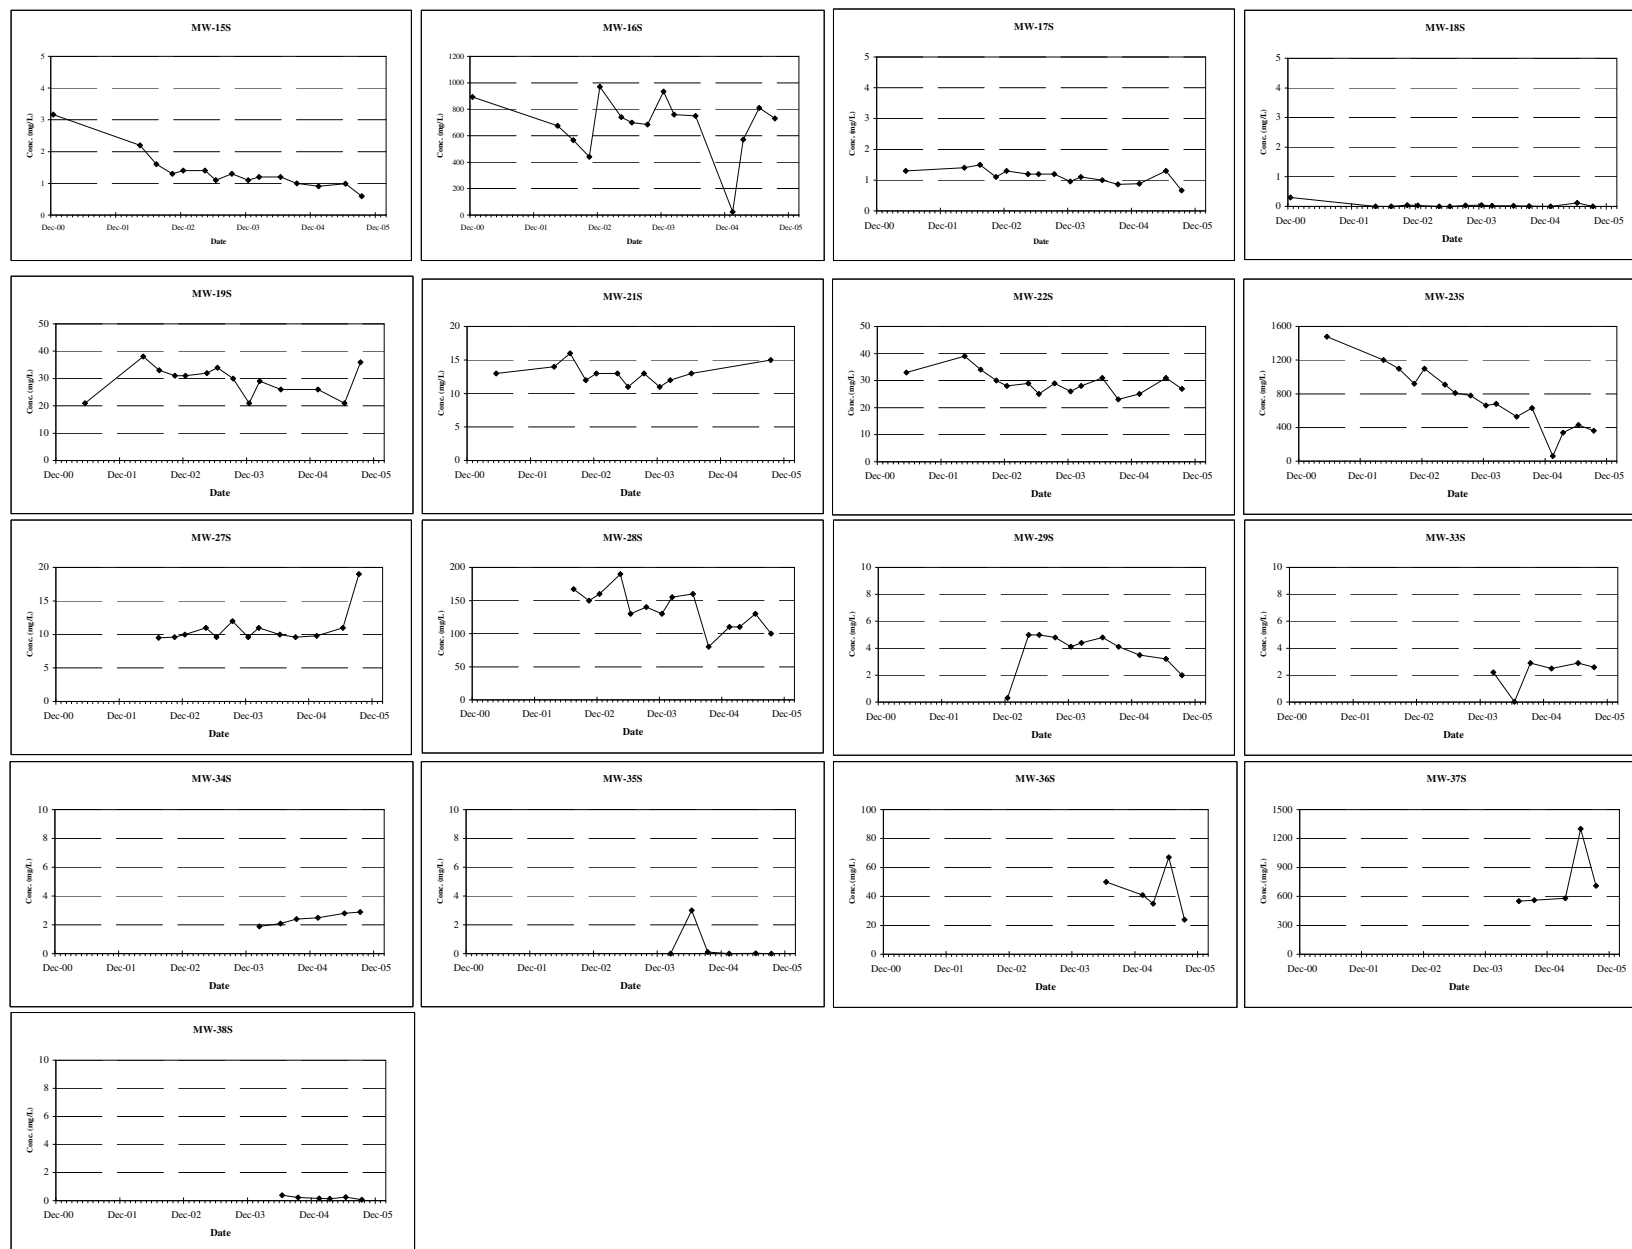 MW-15S
5
4
3
2
1
0
Conc. (mg/L)
Dec-00 Dec-01 Dec-02 Dec-03 Dec-04 Dec-05
Date
MW-16S
1200
1000
800
600
400
200
0
Conc. (mg/L)
Dec-00 Dec-01 Dec-02 Dec-03 Dec-04 Dec-05
Date
MW-17S
5
4
3
2
1
0
Conc. (mg/L)
Dec-00 Dec-01 Dec-02 Dec-03 Dec-04 Dec-05
Date
MW-18S
5
4
3
2
1
0
Conc. (mg/L)
Dec-00 Dec-01 Dec-02 Dec-03 Dec-04 Dec-05
Date
MW-19S
50
40
30
20
10
0
Conc. (mg/L)
Dec-00 Dec-01 Dec-02 Dec-03 Dec-04 Dec-05
Date
MW-21S
20
15
10
5
0
Conc. (mg/L)
Dec-00 Dec-01 Dec-02 Dec-03 Dec-04 Dec-05
Date
MW-22S
50
40
30
20
10
0
Conc. (mg/L)
Dec-00 Dec-01 Dec-02 Dec-03 Dec-04 Dec-05
Date
MW-23S
1600
1200
800
400
0
Conc. (mg/L)
Dec-00 Dec-01 Dec-02 Dec-03 Dec-04 Dec-05
Date
MW-27S
20
15
10
5
0
Conc. (mg/L)
Dec-00 Dec-01 Dec-02 Dec-03 Dec-04 Dec-05
Date
MW-28S
200
150
100
50
0
Conc. (mg/L)
Dec-00 Dec-01 Dec-02 Dec-03 Dec-04 Dec-05
Date
MW-29S
10
8
6
4
2
0
Conc. (mg/L)
Dec-00 Dec-01 Dec-02 Dec-03 Dec-04 Dec-05
Date
MW-33S
10
8
6
4
2
0
Conc. (mg/L)
Dec-00 Dec-01 Dec-02 Dec-03 Dec-04 Dec-05
Date
MW-34S
10
8
6
4
2
0
Conc. (mg/L)
Dec-00 Dec-01 Dec-02 Dec-03 Dec-04 Dec-05
Date
MW-35S
10
8
6
4
2
0
Conc. (mg/L)
Dec-00 Dec-01 Dec-02 Dec-03 Dec-04 Dec-05
Date
MW-36S
100
80
60
40
20
0
Conc. (mg/L)
Dec-00 Dec-01 Dec-02 Dec-03 Dec-04 Dec-05
Date
MW-37S
1500
1200
900
600
300
0
Conc. (mg/L)
Dec-00 Dec-01 Dec-02 Dec-03 Dec-04 Dec-05
Date
MW-38S
10
8
6
4
2
0
Conc. (mg/L)
Dec-00 Dec-01 Dec-02 Dec-03 Dec-04 Dec-05
Date